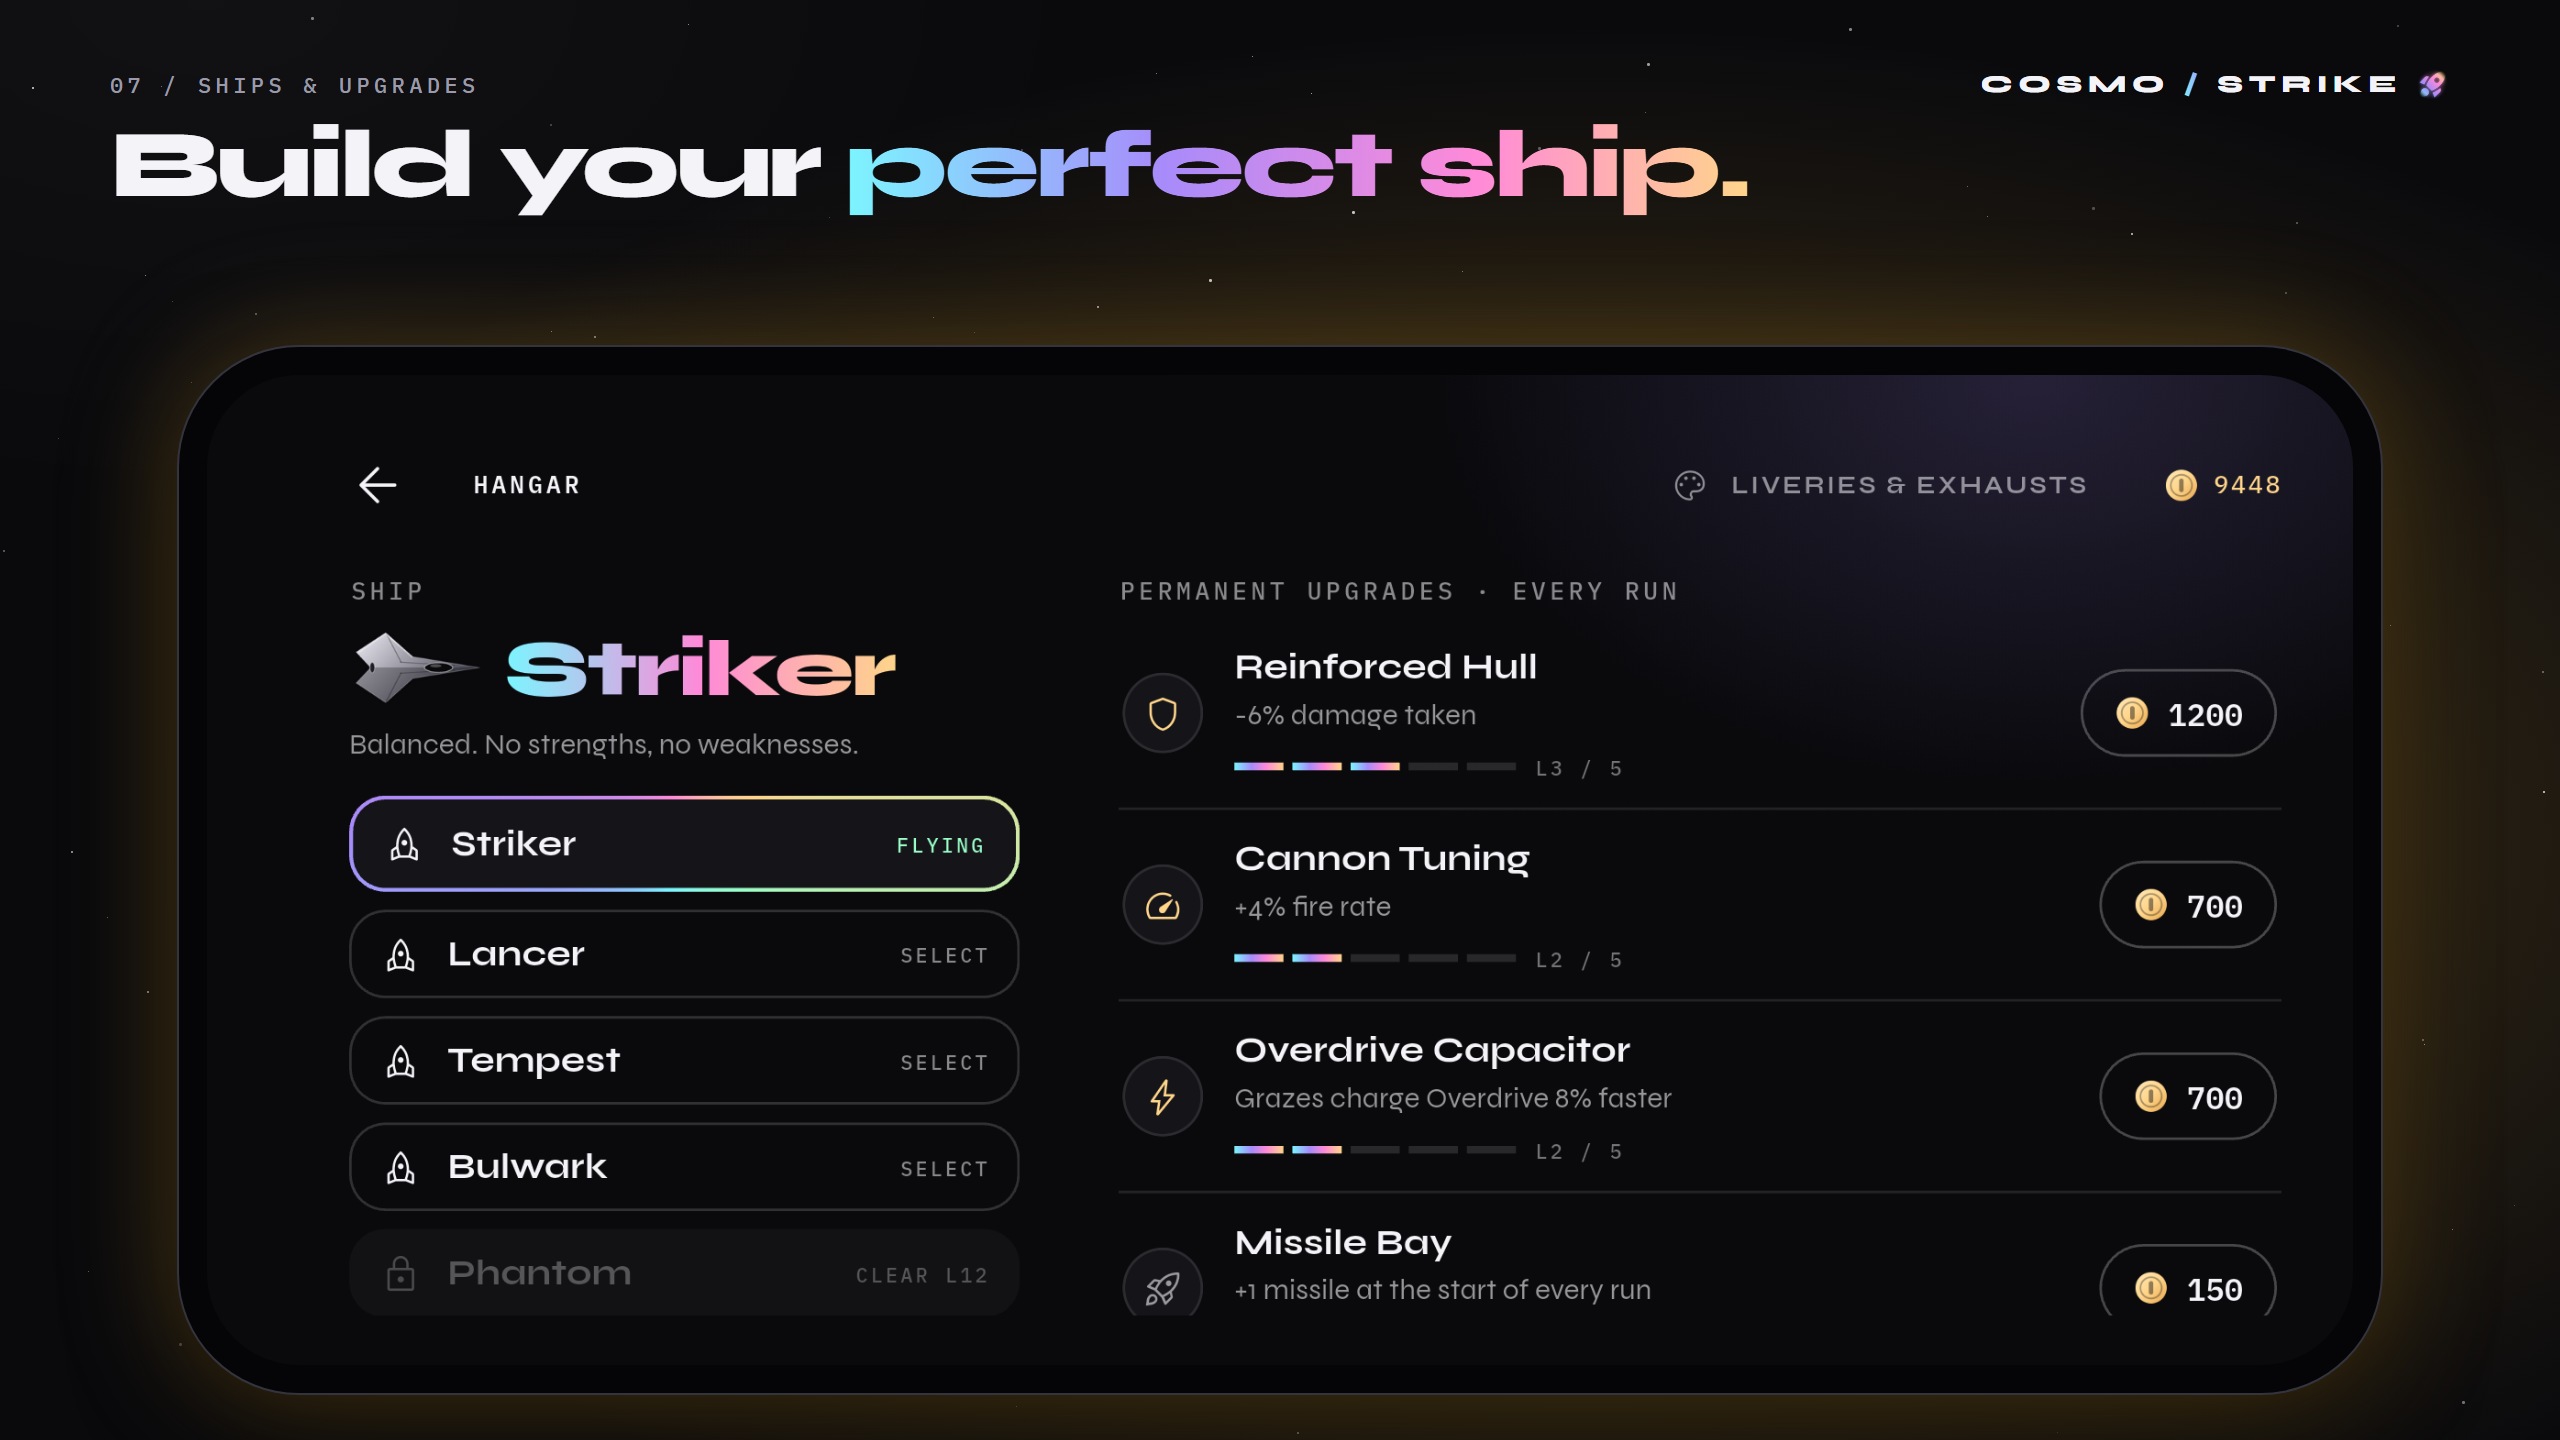 07 / SHIPS & UPGRADES
COSMO / STRIKE
Build your perfect ship.
HANGAR
LIVERIES & EXHAUSTS
9448
SHIP
Striker
Balanced. No strengths, no weaknesses.
Striker
FLYING
Lancer
SELECT
Tempest
SELECT
Bulwark
SELECT
Phantom
CLEAR L12
PERMANENT UPGRADES · EVERY RUN
Reinforced Hull
-6% damage taken
L3 / 5
1200
Cannon Tuning
+4% fire rate
L2 / 5
700
Overdrive Capacitor
Grazes charge Overdrive 8% faster
L2 / 5
700
Missile Bay
+1 missile at the start of every run
150